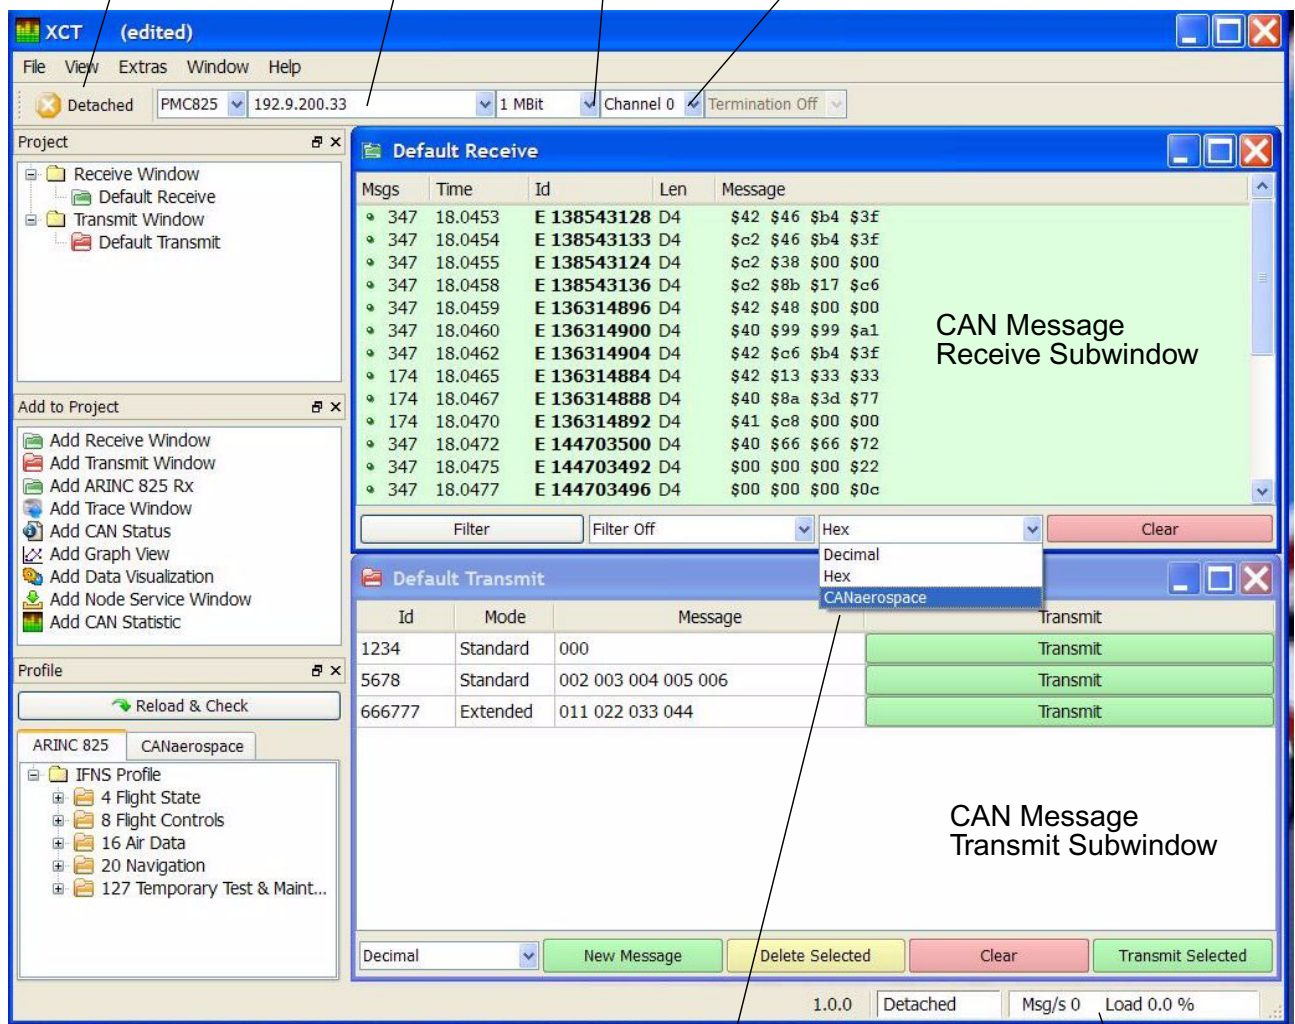 XCT (edited)
File View Extras Window Help
Detached PMC825 192.9.200.33 1 MBit Channel 0 Termination Off
Project
Receive Window
Default Receive
Transmit Window
Default Transmit
Add to Project
Add Receive Window
Add Transmit Window
Add ARINC 825 Rx
Add Trace Window
Add CAN Status
Add Graph View
Add Data Visualization
Add Node Service Window
Add CAN Statistic
Profile
Reload & Check
ARINC 825 CANaerospace
IFNS Profile
4 Flight State
8 Flight Controls
16 Air Data
20 Navigation
127 Temporary Test & Maint...
Default Receive
Msgs Time Id Len Message
347 18.0453 E 138543128 D4 $42 $46 $b4 $3f
347 18.0454 E 138543133 D4 $c2 $46 $b4 $3f
347 18.0455 E 138543124 D4 $c2 $38 $00 $00
347 18.0458 E 138543136 D4 $c2 $8b $17 $c6
347 18.0459 E 136314896 D4 $42 $48 $00 $00
347 18.0460 E 136314900 D4 $40 $99 $99 $a1
347 18.0462 E 136314904 D4 $42 $c6 $b4 $3f
174 18.0465 E 136314884 D4 $42 $13 $33 $33
174 18.0467 E 136314888 D4 $40 $8a $3d $77
174 18.0470 E 136314892 D4 $41 $c8 $00 $00
347 18.0472 E 144703500 D4 $40 $66 $66 $72
347 18.0475 E 144703492 D4 $00 $00 $00 $22
347 18.0477 E 144703496 D4 $00 $00 $00 $0c
CAN Message
Receive Subwindow
Filter Filter Off Hex Clear
Decimal
Hex
CANaerospace
Default Transmit
Id Mode Message Transmit
1234 Standard 000 Transmit
5678 Standard 002 003 004 005 006 Transmit
666777 Extended 011 022 033 044 Transmit
CAN Message
Transmit Subwindow
Decimal New Message Delete Selected Clear Transmit Selected
1.0.0 Detached Msg/s 0 Load 0.0 %